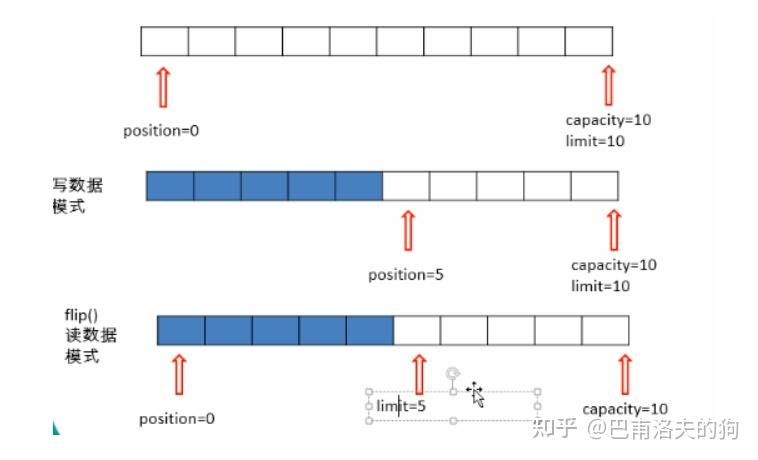 position=0
capacity=10
limit=10
写数据
模式
position=5
capacity=10
limit=10
flip()
读数据
模式
position=0
limit=5
capacity=10
知乎 @巴甫洛夫的狗